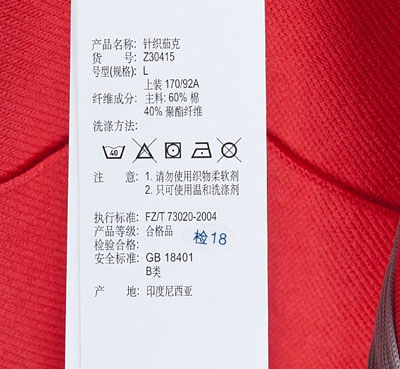 产品名称: 针织茄克
货 号: Z30415
号型(规格): L
上装 170/92A
纤维成分: 主料: 60% 棉
40% 聚酯纤维
洗涤方法:
40
注 意: 1. 请勿使用织物柔软剂
2. 只可使用温和洗涤剂
执行标准: FZ/T 73020-2004
产品等级: 合格品
检验合格: 检18
安全标准: GB 18401
B类
产 地: 印度尼西亚